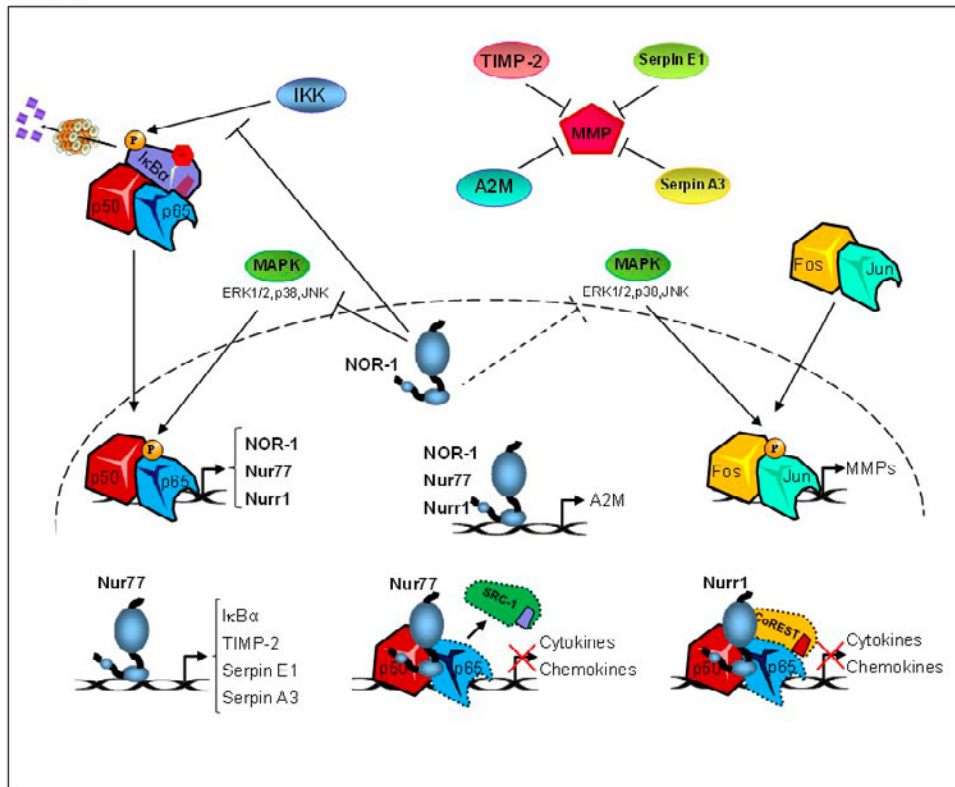 TIMP-2
Serpin E1
IKK
MMP
P
IκBα
A2M
Serpin A3
p50
p65
MAPK
ERK1/2,p38,JNK
MAPK
ERK1/2,p38,JNK
Fos
Jun
NOR-1
P
p50
p65
NOR-1
Nur77
Nurr1
NOR-1
Nur77
Nurr1
A2M
P
Fos
Jun
MMPs
Nur77
IκBα
TIMP-2
Serpin E1
Serpin A3
Nur77
SRC-1
p50
p65
Cytokines
Chemokines
Nurr1
CoREST
p50
p65
Cytokines
Chemokines